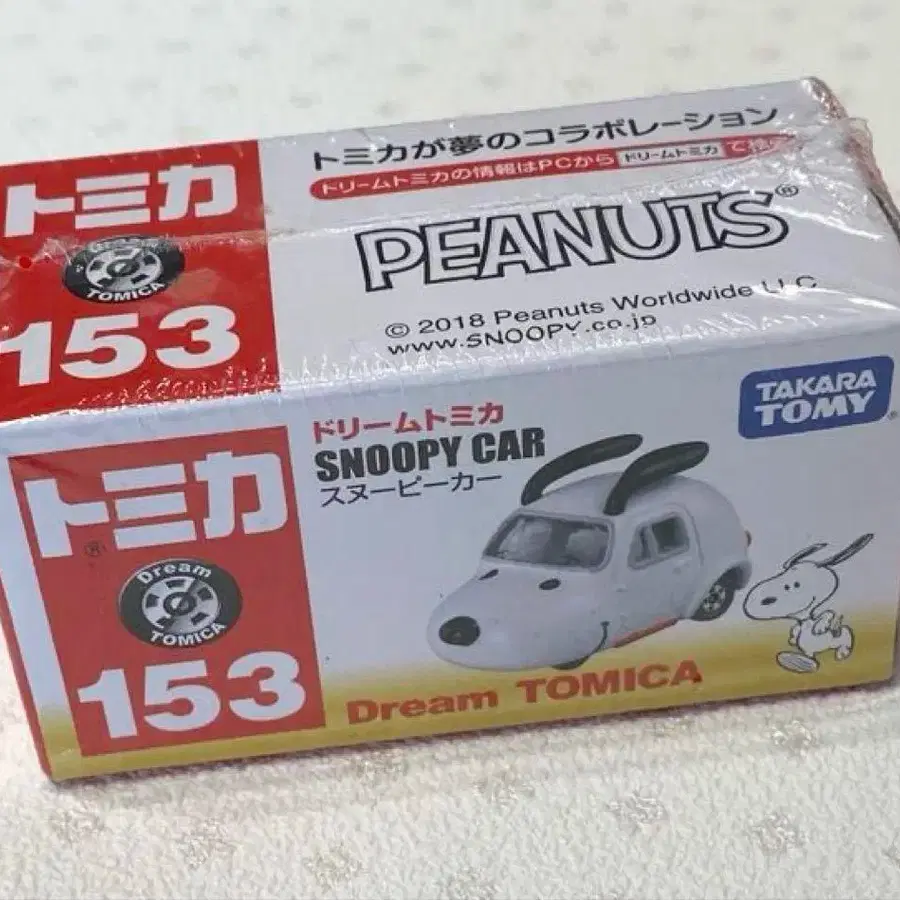 トミカ
TOMICA
153
トミカが夢のコラボレーション
ドリームトミカの情報はPCから ドリームトミカ で検
PEANUTS®
© 2018 Peanuts Worldwide LLC
www.SNOOPY.co.jp
トミカ®
Dream
TOMICA
153
ドリームトミカ
SNOOPY CAR
スヌーピーカー
TAKARA
TOMY®
Dream TOMICA